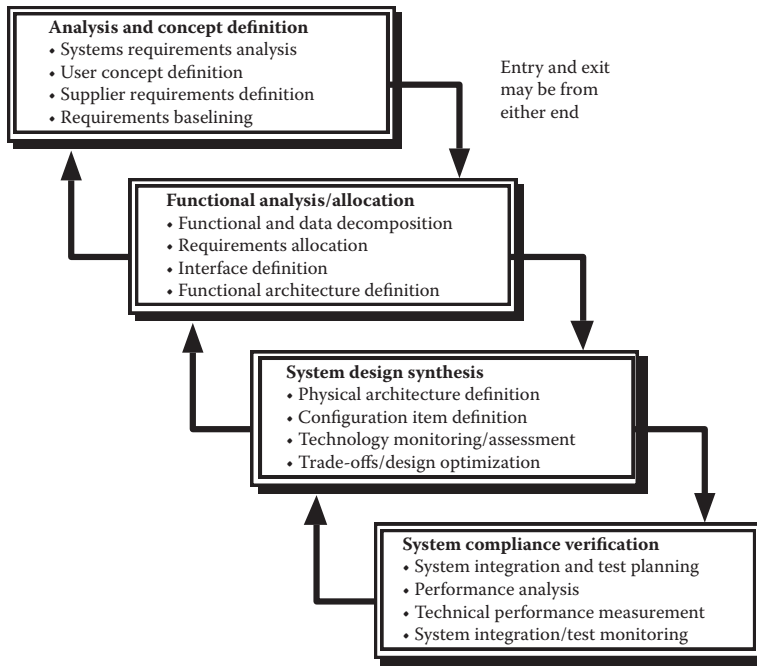 Analysis and concept definition
• Systems requirements analysis
• User concept definition
• Supplier requirements definition
• Requirements baselining
Entry and exit
may be from
either end
Functional analysis/allocation
• Functional and data decomposition
• Requirements allocation
• Interface definition
• Functional architecture definition
System design synthesis
• Physical architecture definition
• Configuration item definition
• Technology monitoring/assessment
• Trade-offs/design optimization
System compliance verification
• System integration and test planning
• Performance analysis
• Technical performance measurement
• System integration/test monitoring